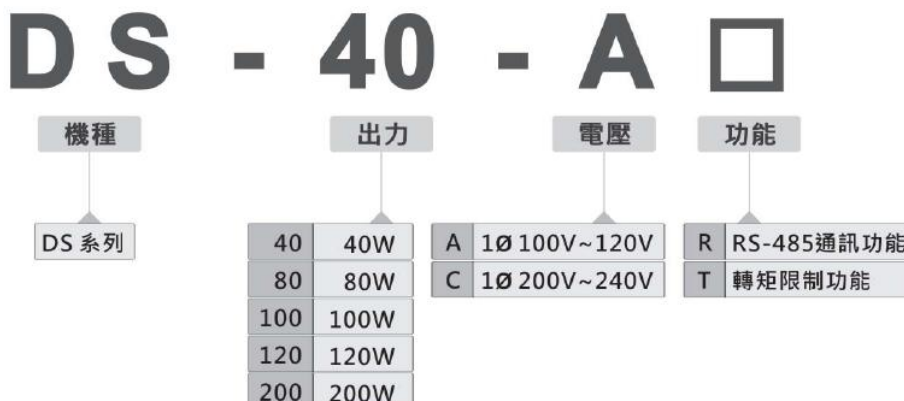 DS - 40 - A □
機種 出力 電壓 功能
DS 系列 40 40W A 1Ø 100V~120V R RS-485通訊功能
80 80W C 1Ø 200V~240V T 轉矩限制功能
100 100W
120 120W
200 200W